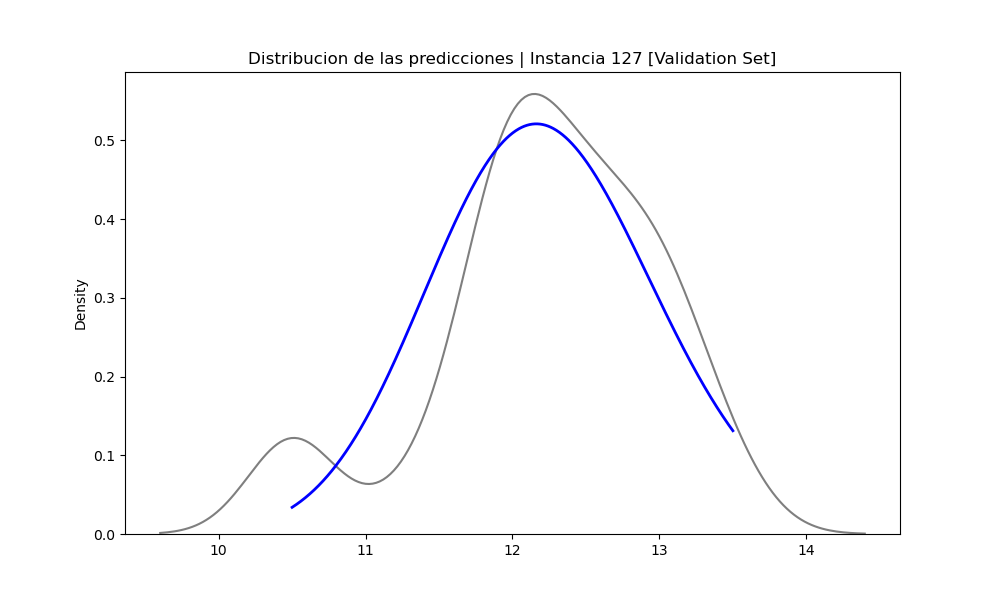 Distribucion de las predicciones | Instancia 127 [Validation Set]
Density
0.5
0.4
0.3
0.2
0.1
0.0
10 11 12 13 14